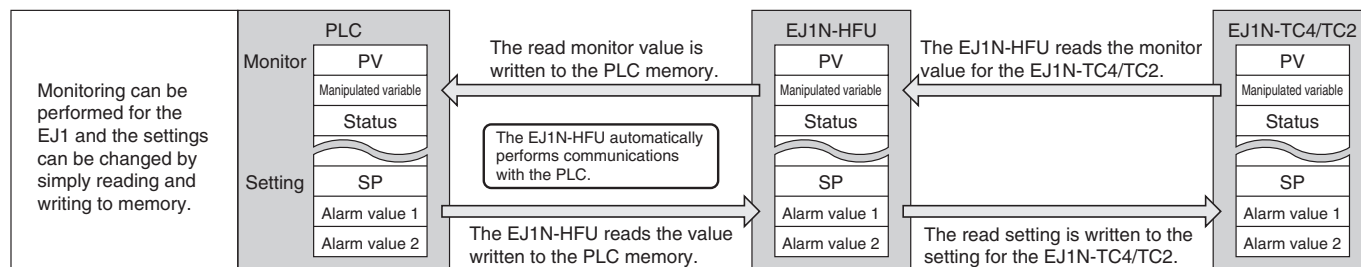 Monitoring can be
performed for the
EJ1 and the settings
can be changed by
simply reading and
writing to memory.
PLC
Monitor
PV
Manipulated variable
Status
Setting
SP
Alarm value 1
Alarm value 2
The read monitor value is
written to the PLC memory.
The EJ1N-HFU automatically
performs communications
with the PLC.
The EJ1N-HFU reads the value
written to the PLC memory.
EJ1N-HFU
PV
Manipulated variable
Status
SP
Alarm value 1
Alarm value 2
The EJ1N-HFU reads the monitor
value for the EJ1N-TC4/TC2.
The read setting is written to the
setting for the EJ1N-TC4/TC2.
EJ1N-TC4/TC2
PV
Manipulated variable
Status
SP
Alarm value 1
Alarm value 2